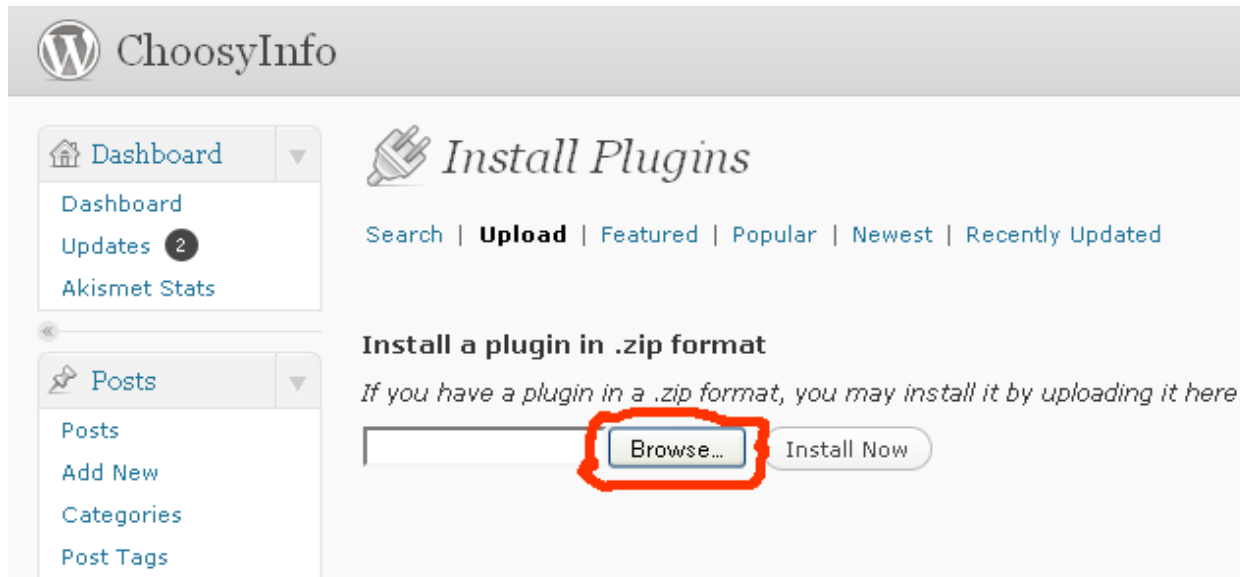 ChoosyInfo
Dashboard
Dashboard
Updates 2
Akismet Stats
Posts
Posts
Add New
Categories
Post Tags
Install Plugins
Search | Upload | Featured | Popular | Newest | Recently Updated
Install a plugin in .zip format
If you have a plugin in a .zip format, you may install it by uploading it here
Browse... Install Now